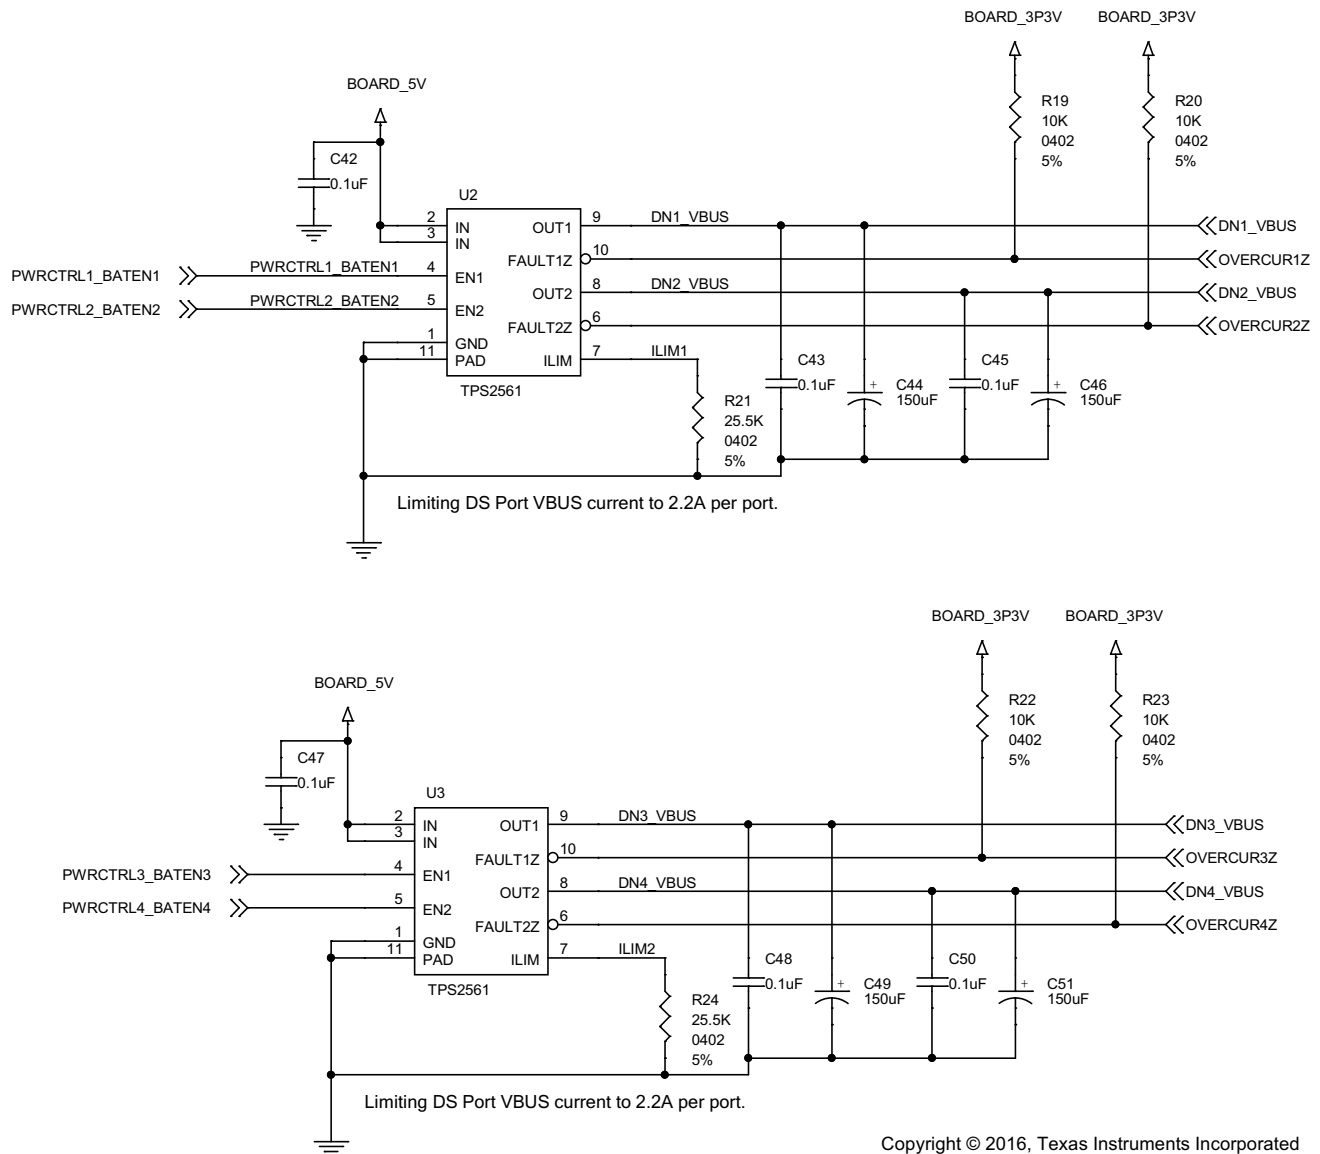 BOARD_3P3V BOARD_3P3V
BOARD_5V
R19
10K
0402
5%
R20
10K
0402
5%
C42
0.1uF
U2
2 IN
3 IN
PWRCTRL1_BATEN1 PWRCTRL1_BATEN1 4 EN1
PWRCTRL2_BATEN2 PWRCTRL2_BATEN2 5 EN2
1 GND
11 PAD
OUT1 9 DN1_VBUS DN1_VBUS
FAULT1Z 10 OVERCUR1Z
OUT2 8 DN2_VBUS DN2_VBUS
FAULT2Z 6 OVERCUR2Z
ILIM 7 ILIM1
TPS2561
R21
25.5K
0402
5%
C43
0.1uF
+
C44
150uF
C45
0.1uF
+
C46
150uF
Limiting DS Port VBUS current to 2.2A per port.
BOARD_3P3V BOARD_3P3V
BOARD_5V
R22
10K
0402
5%
R23
10K
0402
5%
C47
0.1uF
U3
2 IN
3 IN
PWRCTRL3_BATEN3 4 EN1
PWRCTRL4_BATEN4 5 EN2
1 GND
11 PAD
OUT1 9 DN3_VBUS DN3_VBUS
FAULT1Z 10 OVERCUR3Z
OUT2 8 DN4_VBUS DN4_VBUS
FAULT2Z 6 OVERCUR4Z
ILIM 7 ILIM2
TPS2561
R24
25.5K
0402
5%
C48
0.1uF
+
C49
150uF
C50
0.1uF
+
C51
150uF
Limiting DS Port VBUS current to 2.2A per port.
Copyright © 2016, Texas Instruments Incorporated